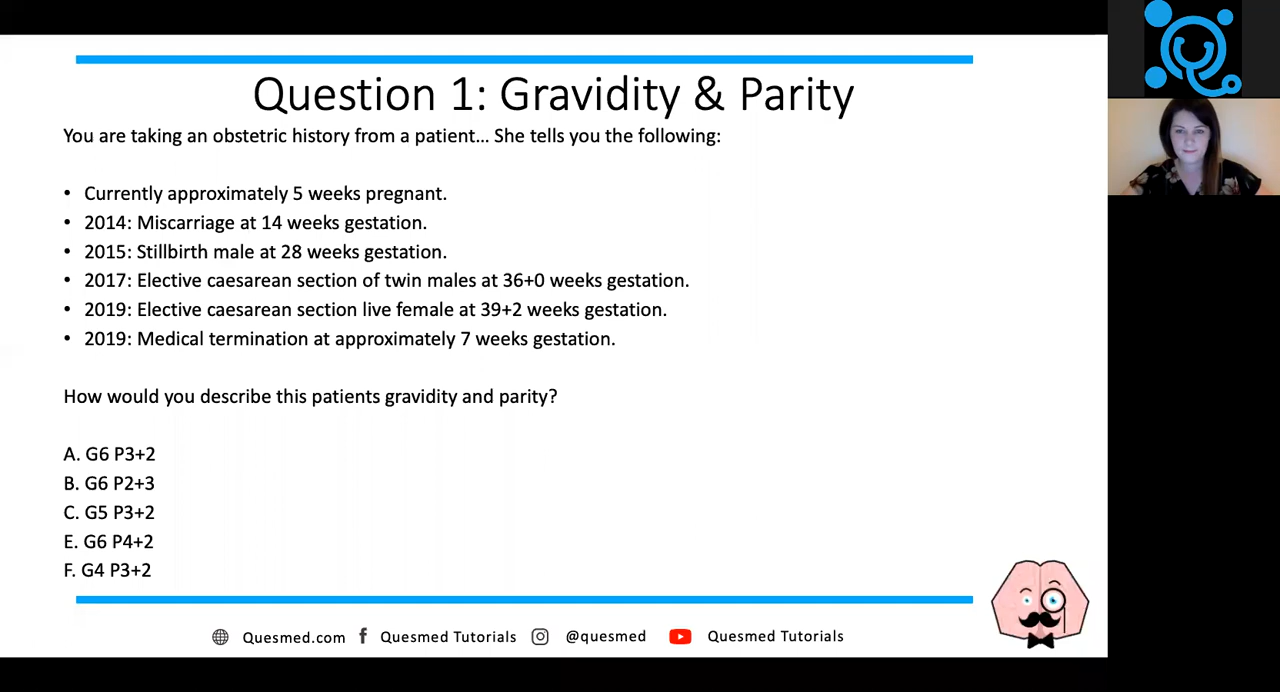 Question 1: Gravidity & Parity
You are taking an obstetric history from a patient... She tells you the following:
• Currently approximately 5 weeks pregnant.
• 2014: Miscarriage at 14 weeks gestation.
• 2015: Stillbirth male at 28 weeks gestation.
• 2017: Elective caesarean section of twin males at 36+0 weeks gestation.
• 2019: Elective caesarean section live female at 39+2 weeks gestation.
• 2019: Medical termination at approximately 7 weeks gestation.
How would you describe this patients gravidity and parity?
A. G6 P3+2
B. G6 P2+3
C. G5 P3+2
E. G6 P4+2
F. G4 P3+2
Quesmed.com f Quesmed Tutorials @quesmed Quesmed Tutorials